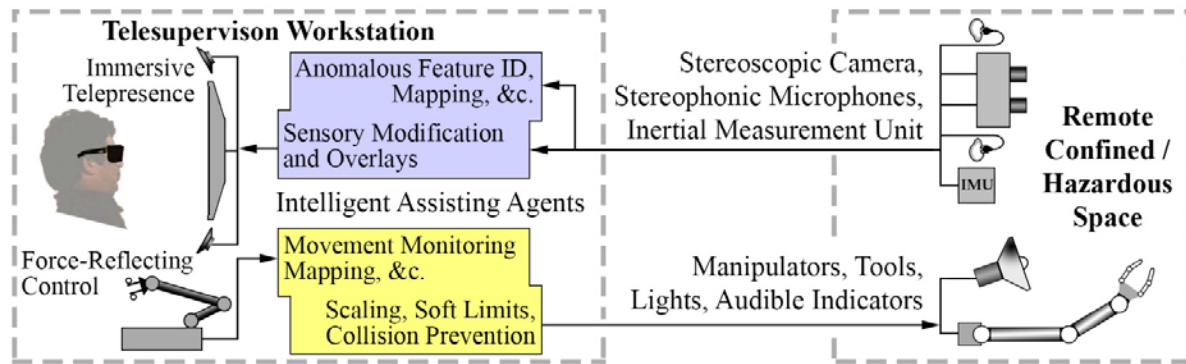 Telesupervison Workstation
Immersive
Telepresence
Anomalous Feature ID,
Mapping, &c.
Sensory Modification
and Overlays
Intelligent Assisting Agents
Force-Reflecting
Control
Movement Monitoring
Mapping, &c.
Scaling, Soft Limits,
Collision Prevention
Stereoscopic Camera,
Stereophonic Microphones,
Inertial Measurement Unit
Manipulators, Tools,
Lights, Audible Indicators
IMU
Remote
Confined /
Hazardous
Space